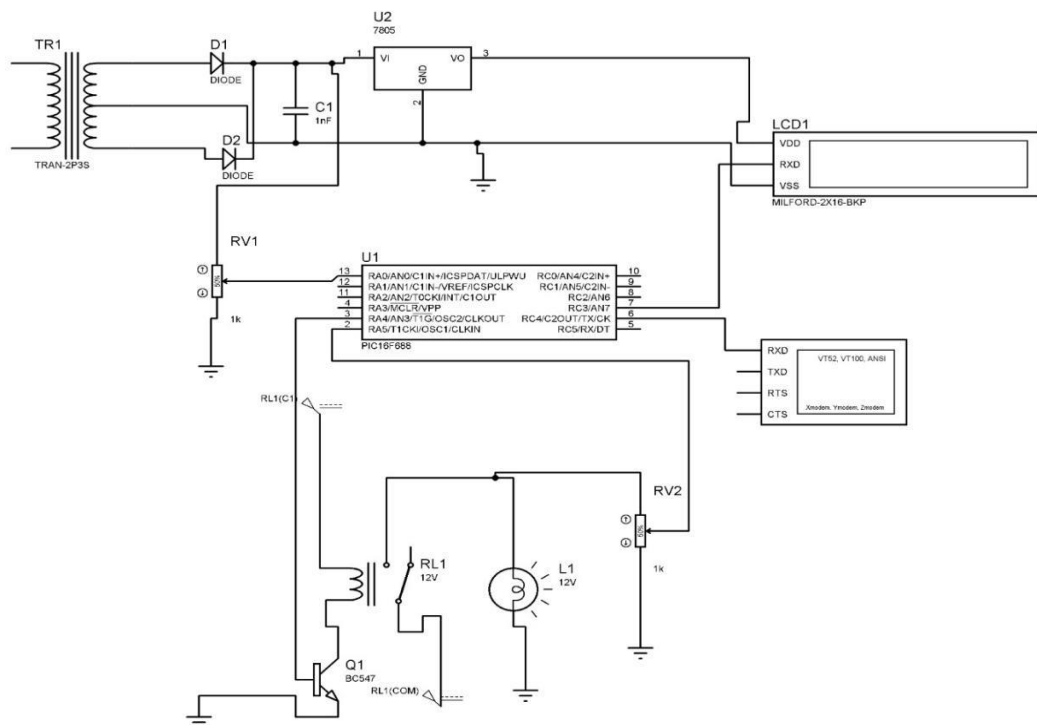 TR1
TRAN-2P3S
D1
DIODE
D2
DIODE
C1
1nF
U2
7805
1
VI
VO
3
GND
2
LCD1
VDD
RXD
VSS
MILFORD-2X16-BKP
RV1
50%
1k
U1
13 RA0/AN0/C1IN+/ICSPDAT/ULPWU RC0/AN4/C2IN+ 10
12 RA1/AN1/C1IN-/VREF/ICSPCLK RC1/AN5/C2IN- 9
11 RA2/AN2/T0CKI/INT/C1OUT RC2/AN6 8
4 RA3/MCLR/VPP RC3/AN7 7
3 RA4/AN3/T1G/OSC2/CLKOUT RC4/C2OUT/TX/CK 6
2 RA5/T1CKI/OSC1/CLKIN RC5/RX/DT 5
PIC16F688
RXD
TXD
RTS
CTS
VT52, VT100, ANSI
Xmodem, Ymodem, Zmodem
RL1(C1)
RL1
12V
L1
12V
RV2
50%
1k
Q1
BC547
RL1(COM)